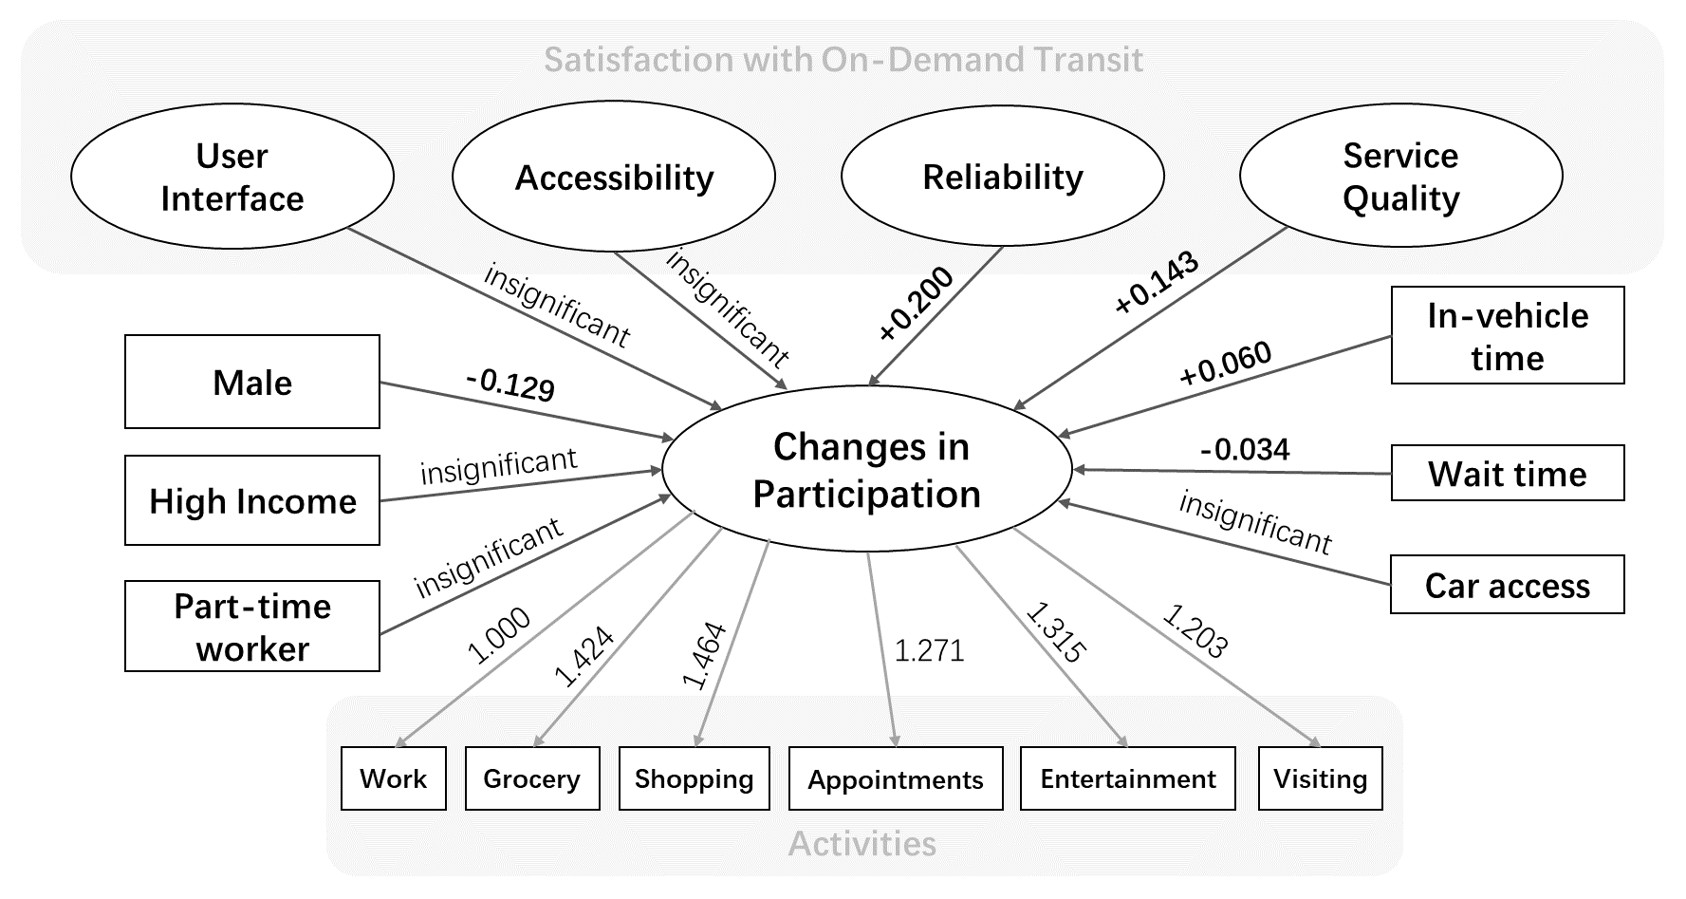 Satisfaction with On-Demand Transit
User
Interface
Accessibility
Reliability
Service
Quality
insignificant
insignificant
+0.200
+0.143
In-vehicle
time
Male
-0.129
+0.060
High Income
insignificant
Changes in
Participation
-0.034
Wait time
Part-time
worker
insignificant
insignificant
Car access
1.000
1.424
1.464
1.271
1.315
1.203
Work
Grocery
Shopping
Appointments
Entertainment
Visiting
Activities